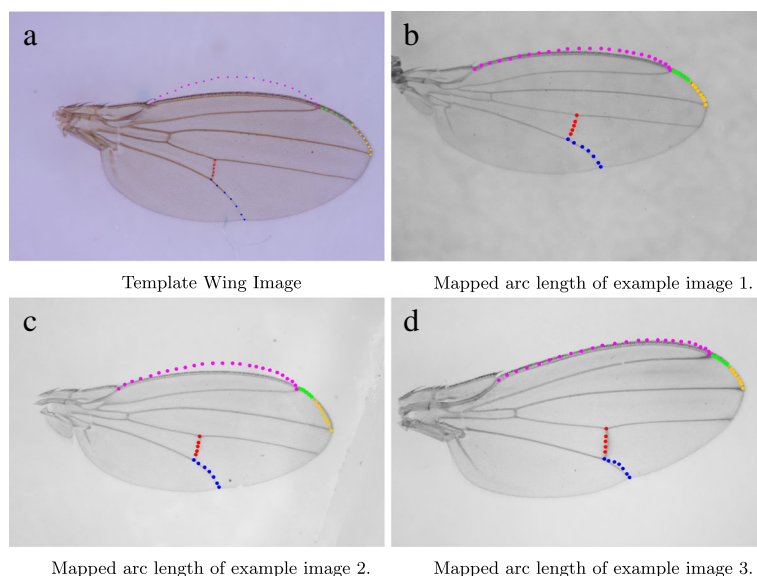 a
b
Template Wing Image
Mapped arc length of example image 1.
c
d
Mapped arc length of example image 2.
Mapped arc length of example image 3.